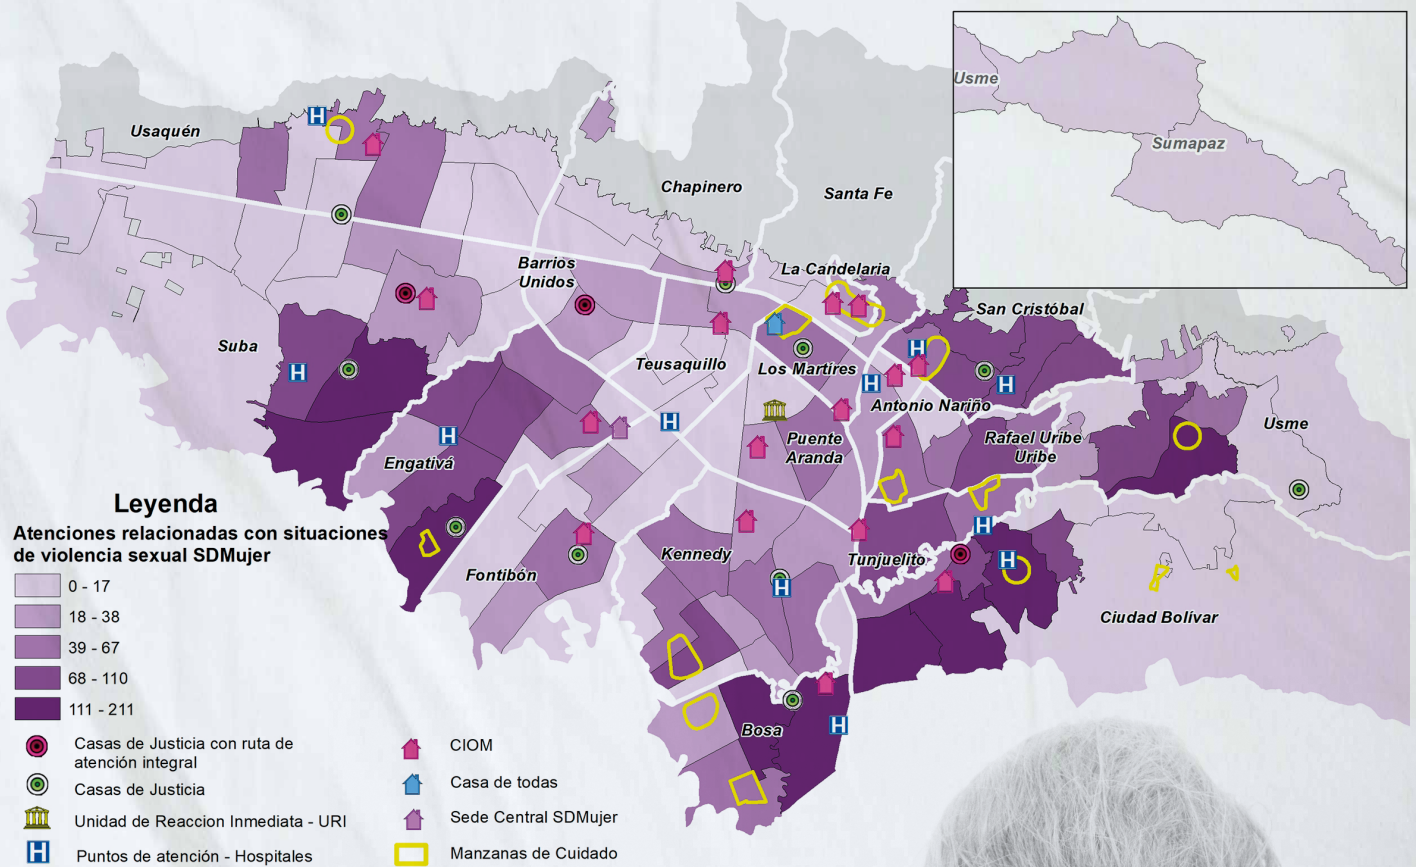 Usme
Sumapaz
Usaquén
Chapinero
Santa Fe
Barrios
Unidos
La Candelaria
San Cristóbal
Suba
Teusaquillo
Los Martires
Antonio Nariño
Usme
Puente
Aranda
Rafael Uribe
Uribe
Engativá
Kennedy
Tunjuelito
Fontibón
Ciudad Bolívar
Bosa
Leyenda
Atenciones relacionadas con situaciones
de violencia sexual SDMujer
0 - 17
18 - 38
39 - 67
68 - 110
111 - 211
Casas de Justicia con ruta de
atención integral
Casas de Justicia
Unidad de Reaccion Inmediata - URI
H Puntos de atención - Hospitales
CIOM
Casa de todas
Sede Central SDMujer
Manzanas de Cuidado
H
H
H
H
H
H
H
H
H
H
H